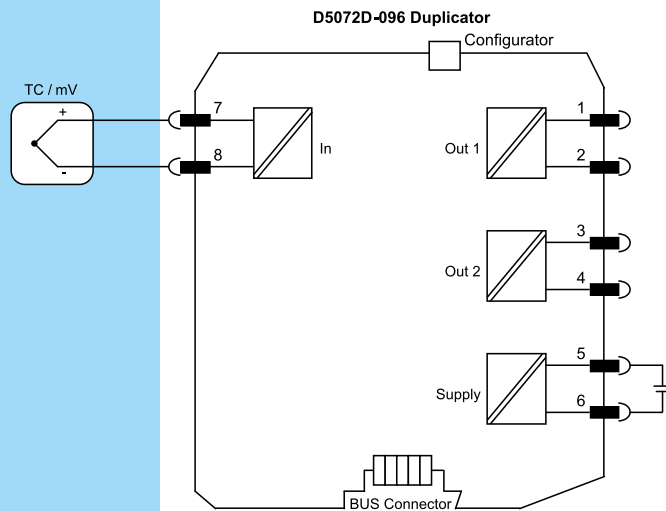 D5072D-096 Duplicator
Configurator
TC / mV
+
-
7
8
In
Out 1
1
2
Out 2
3
4
Supply
5
6
BUS Connector